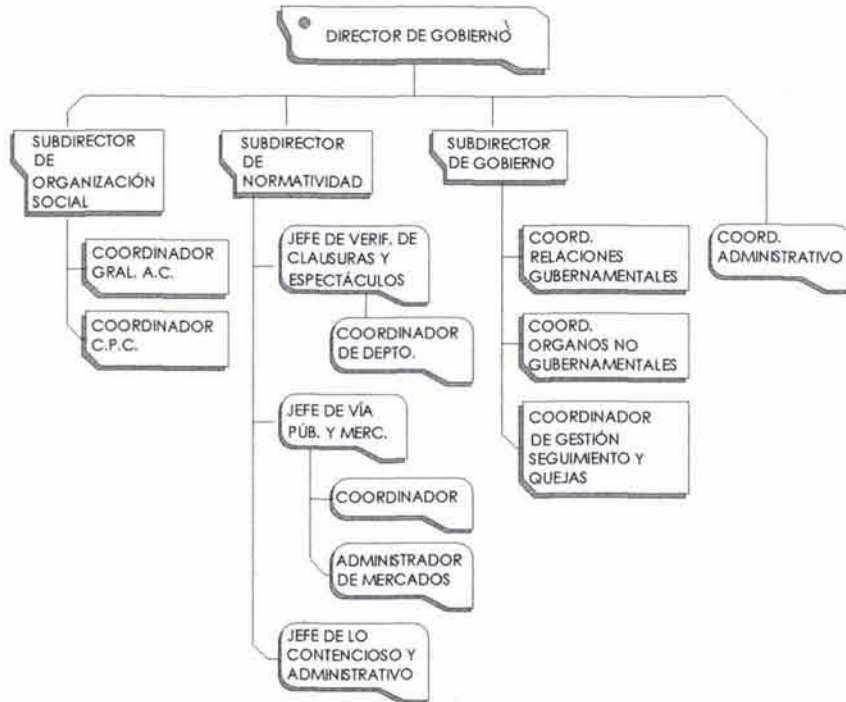 DIRECTOR DE GOBIERNO
SUBDIRECTOR
DE
ORGANIZACIÓN
SOCIAL
COORDINADOR
GRAL. A.C.
COORDINADOR
C.P.C.
SUBDIRECTOR
DE
NORMATIVIDAD
JEFE DE VERIF. DE
CLAUSURAS Y
ESPECTÁCULOS
COORDINADOR
DE DEPTO.
JEFE DE VÍA
PÚB. Y MERC.
COORDINADOR
ADMINISTRADOR
DE MERCADOS
JEFE DE LO
CONTENCIOSO Y
ADMINISTRATIVO
SUBDIRECTOR
DE GOBIERNO
COORD.
RELACIONES
GUBERNAMENTALES
COORD.
ORGANOS NO
GUBERNAMENTALES
COORDINADOR
DE GESTIÓN
SEGUIMIENTO Y
QUEJAS
COORD.
ADMINISTRATIVO